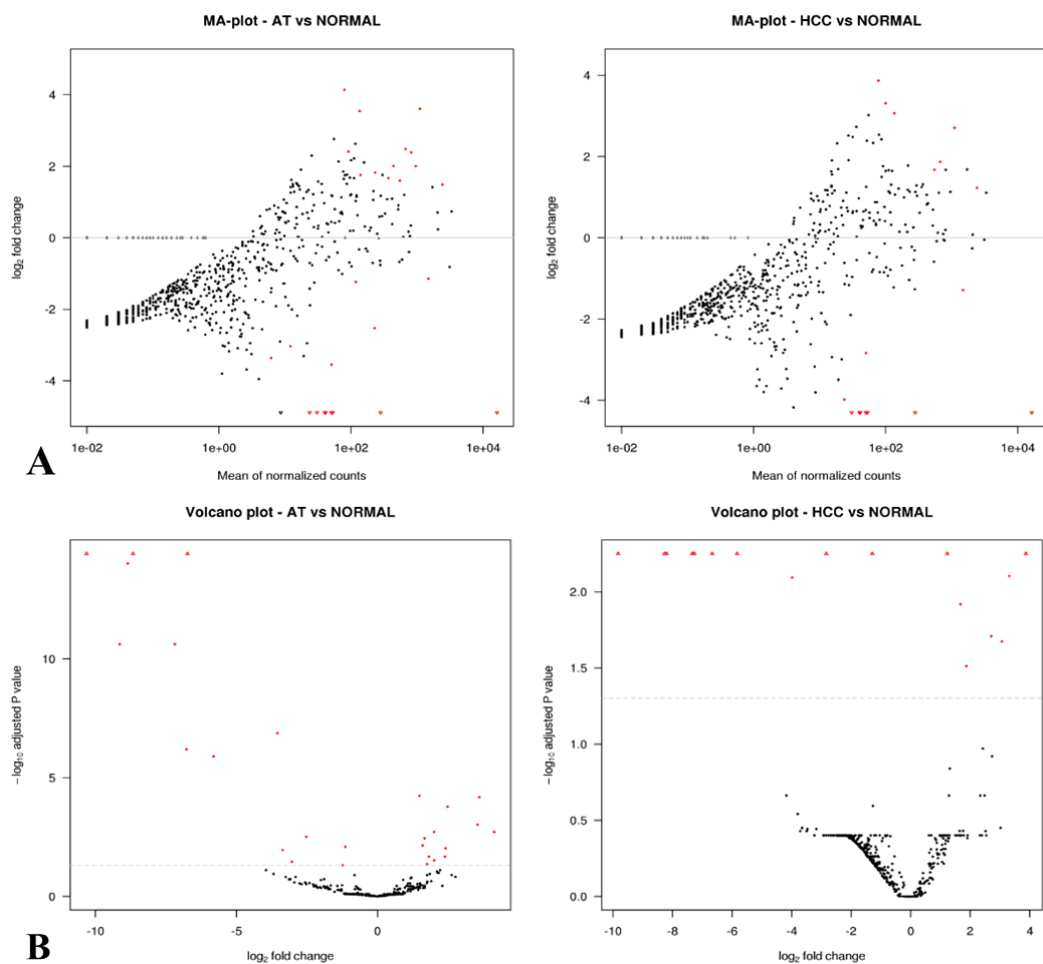 MA-plot - AT vs NORMAL
MA-plot - HCC vs NORMAL
log₂ fold change
4
2
0
-2
-4
1e-02 1e+00 1e+02 1e+04
Mean of normalized counts
log₂ fold change
4
2
0
-2
-4
1e-02 1e+00 1e+02 1e+04
Mean of normalized counts
A
Volcano plot - AT vs NORMAL
Volcano plot - HCC vs NORMAL
−log₁₀ adjusted P value
10
5
0
-10 -5 0
log₂ fold change
−log₁₀ adjusted P value
2.0
1.5
1.0
0.5
0.0
-10 -8 -6 -4 -2 0 2 4
log₂ fold change
B